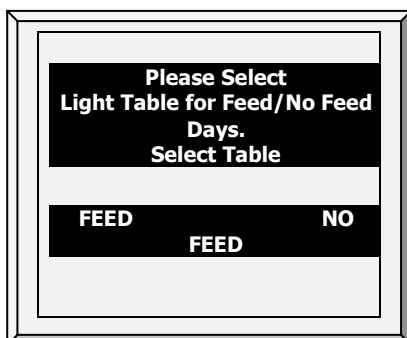 Please Select
Light Table for Feed/No Feed
Days.
Select Table
FEED NO
FEED